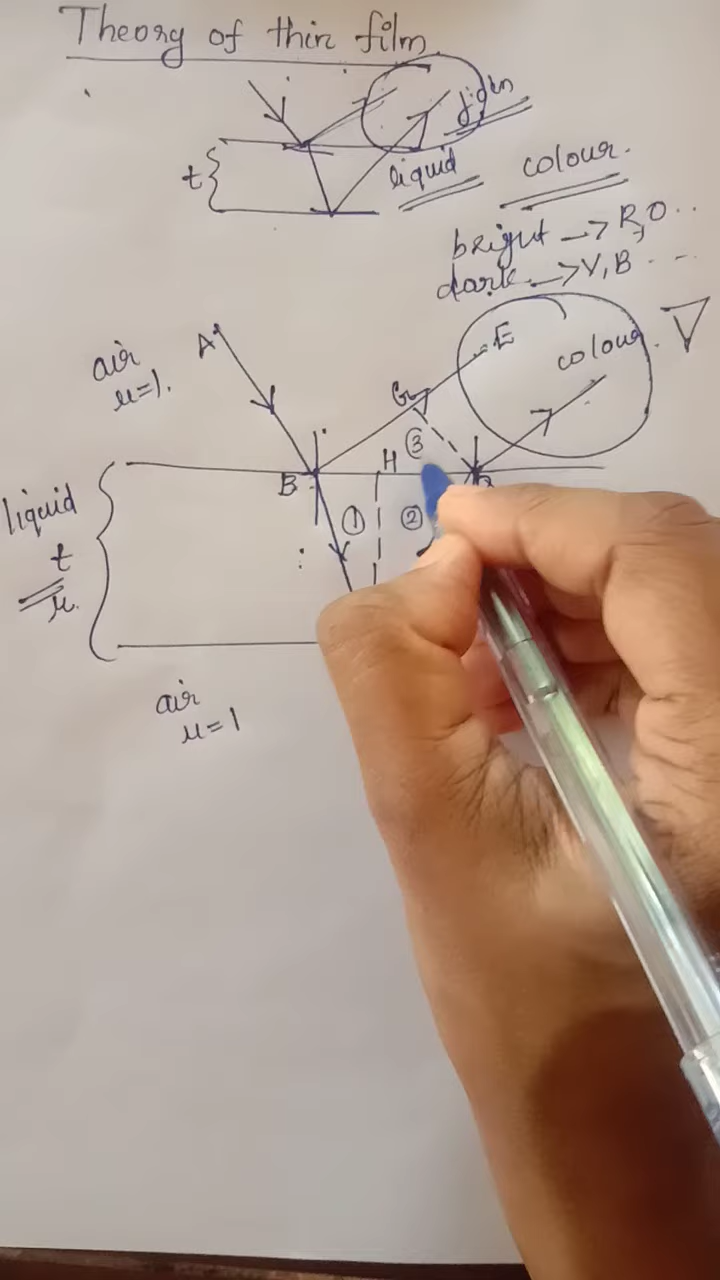 Theory of thin film
i
t
liquid
colour.
bright → R, O ..
dark → V, B - -
A
air
μ=1.
E
colour.
G
③
B
H
①
②
liquid
t
μ.
air
μ=1